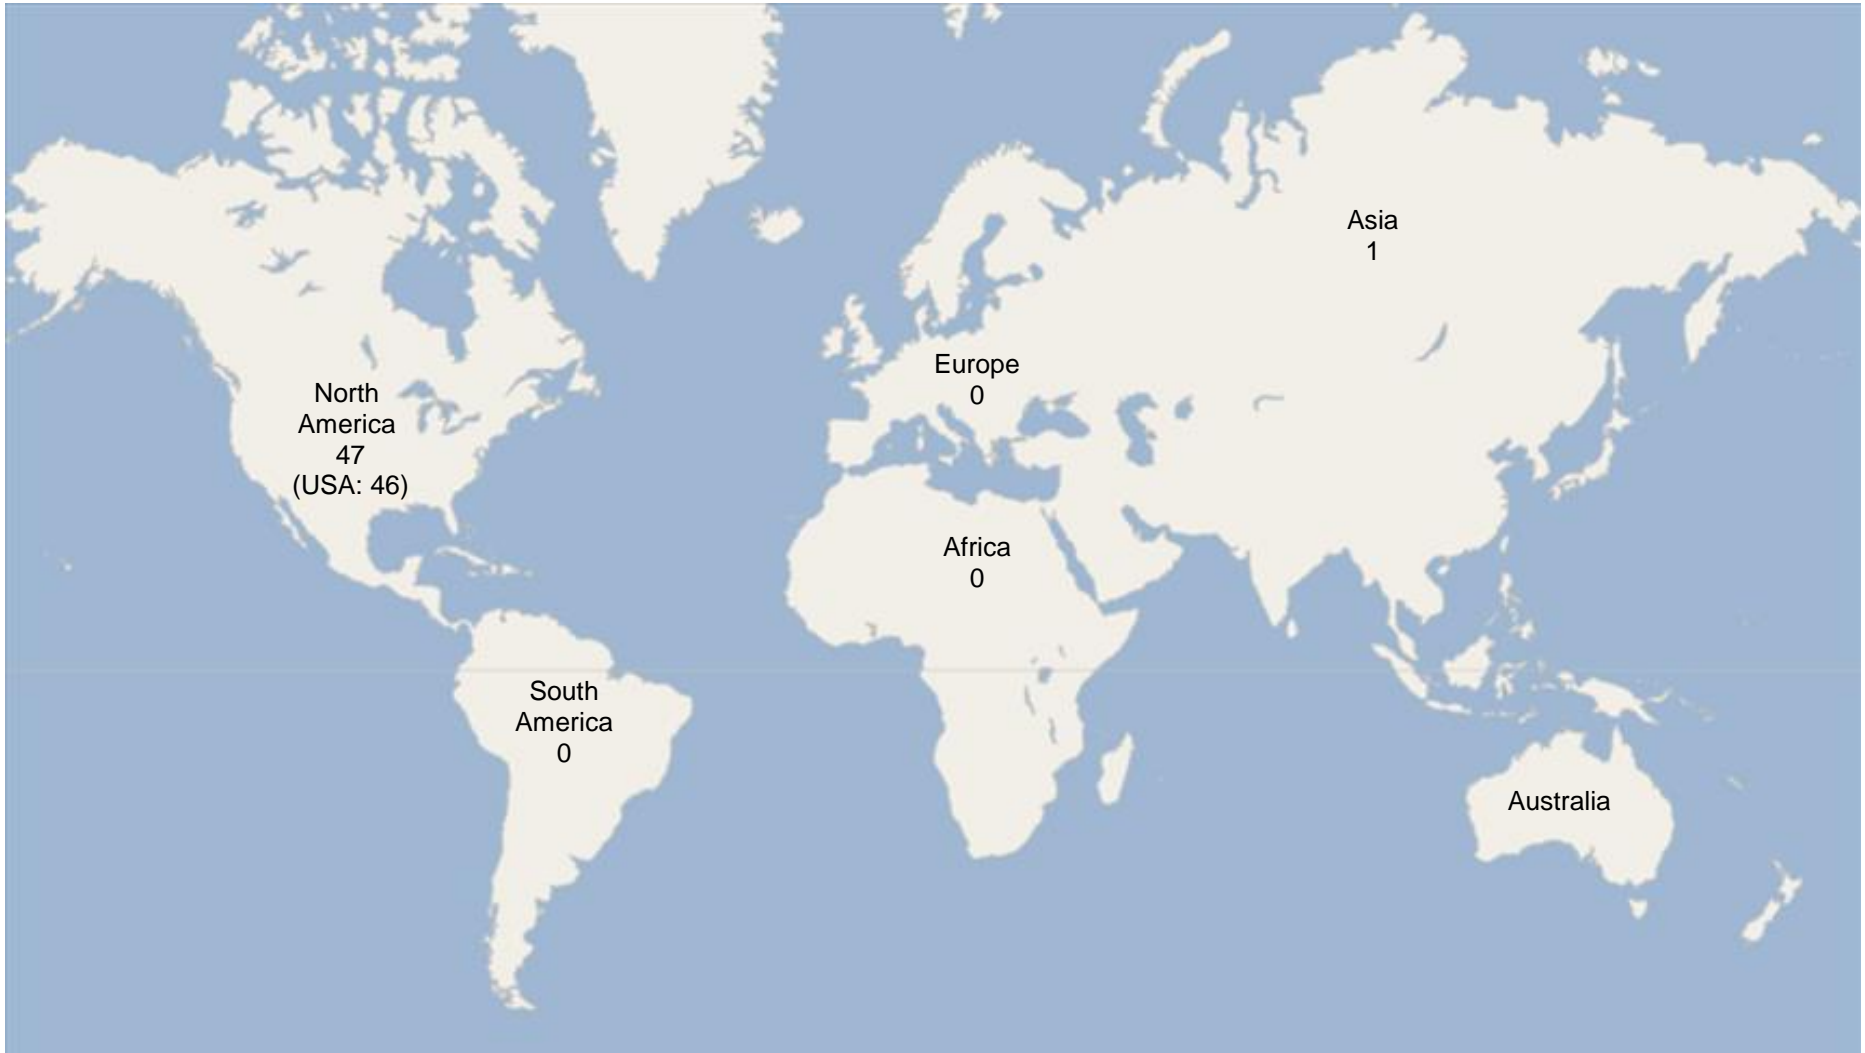 Asia
1
Europe
0
North
America
47
(USA: 46)
Africa
0
South
America
0
Australia